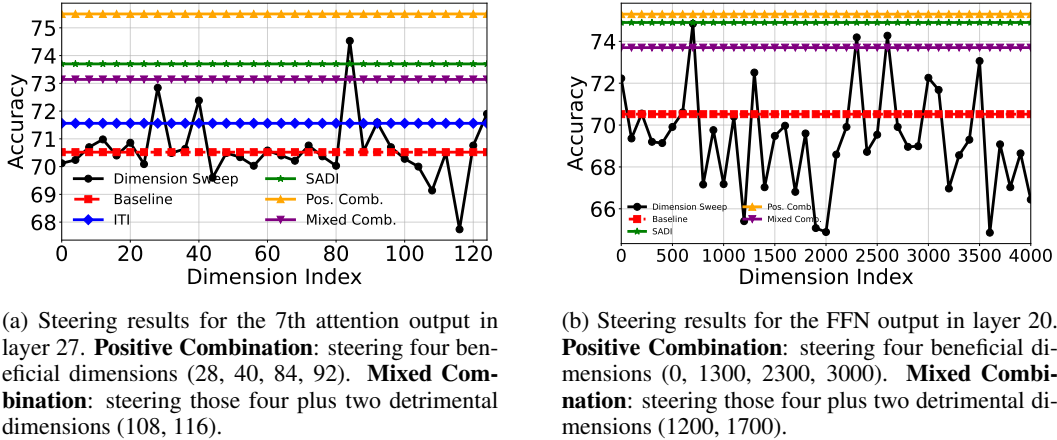 75
74
73
72
71
70
69
68
Accuracy
Dimension Sweep
Baseline
ITI
SADI
Pos. Comb.
Mixed Comb.
0 20 40 60 80 100 120
Dimension Index
74
72
70
68
66
Accuracy
Dimension Sweep
Baseline
SADI
Pos. Comb.
Mixed Comb.
0 500 1000 1500 2000 2500 3000 3500 4000
Dimension Index
(a) Steering results for the 7th attention output in
layer 27. Positive Combination: steering four ben-
eficial dimensions (28, 40, 84, 92). Mixed Com-
bination: steering those four plus two detrimental
dimensions (108, 116).
(b) Steering results for the FFN output in layer 20.
Positive Combination: steering four beneficial di-
mensions (0, 1300, 2300, 3000). Mixed Combi-
nation: steering those four plus two detrimental di-
mensions (1200, 1700).